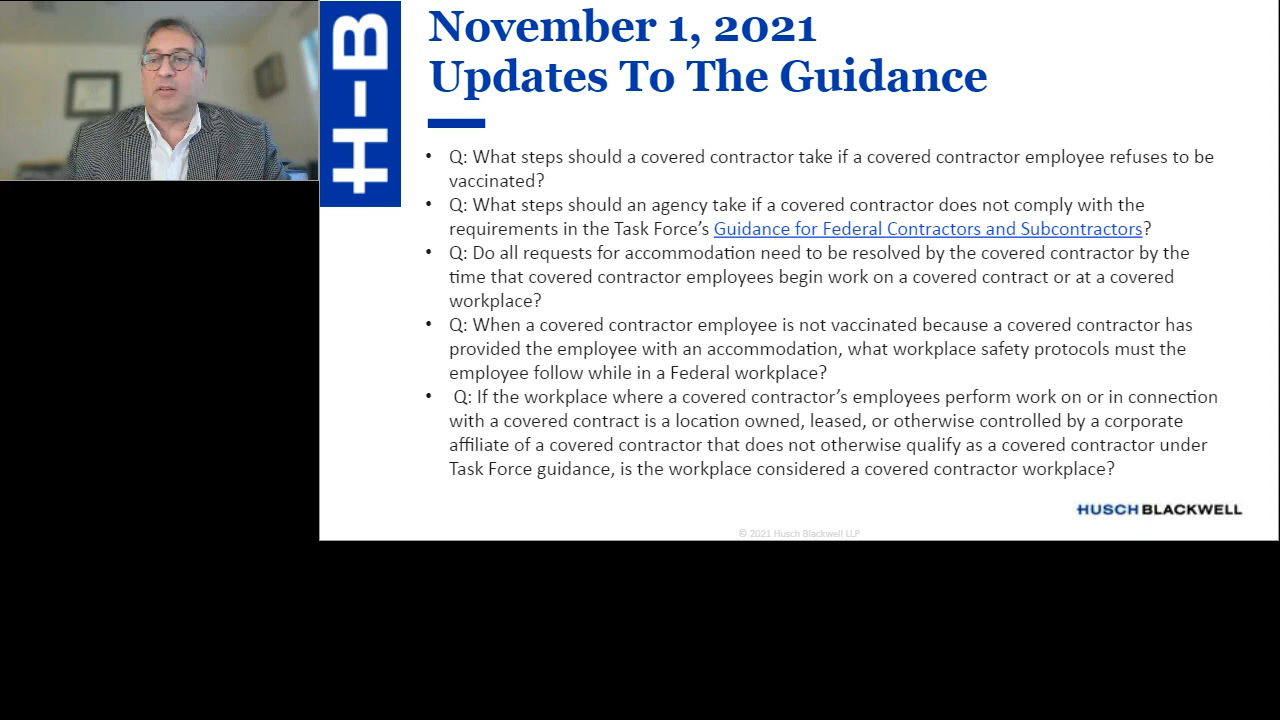 H-B
November 1, 2021
Updates To The Guidance
• Q: What steps should a covered contractor take if a covered contractor employee refuses to be
vaccinated?
• Q: What steps should an agency take if a covered contractor does not comply with the
requirements in the Task Force’s Guidance for Federal Contractors and Subcontractors?
• Q: Do all requests for accommodation need to be resolved by the covered contractor by the
time that covered contractor employees begin work on a covered contract or at a covered
workplace?
• Q: When a covered contractor employee is not vaccinated because a covered contractor has
provided the employee with an accommodation, what workplace safety protocols must the
employee follow while in a Federal workplace?
• Q: If the workplace where a covered contractor’s employees perform work on or in connection
with a covered contract is a location owned, leased, or otherwise controlled by a corporate
affiliate of a covered contractor that does not otherwise qualify as a covered contractor under
Task Force guidance, is the workplace considered a covered contractor workplace?
HUSCH BLACKWELL
© 2021 Husch Blackwell LLP